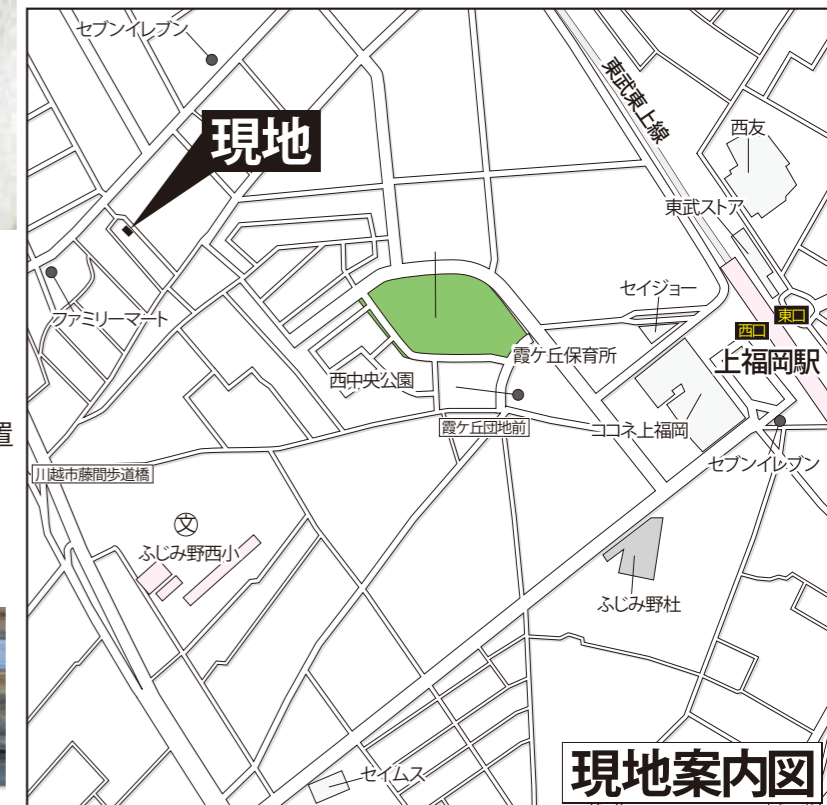 セブンイレブン
東武東上線
現地
西友
東武ストア
セイジョー
ファミリーマート
東口
西口
上福岡駅
霞ケ丘保育所
西中央公園
霞ケ丘団地前
ココネ上福岡
置
セブンイレブン
川越市藤間歩道橋
文
ふじみ野西小
ふじみ野杜
セイムス
現地案内図